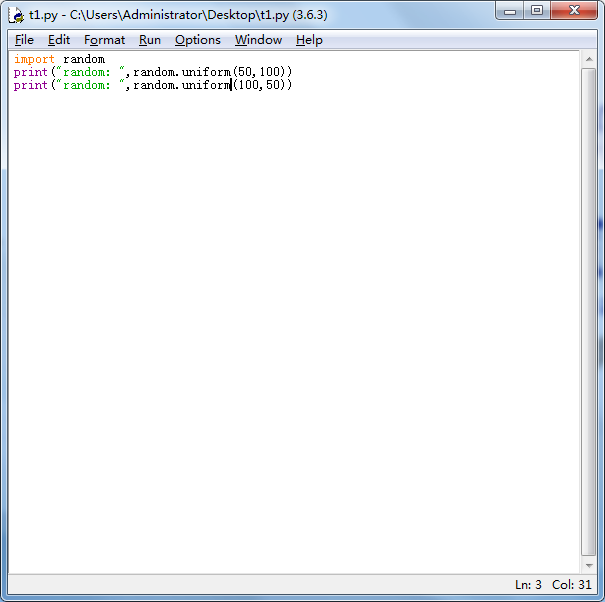 t1.py - C:\Users\Administrator\Desktop\t1.py (3.6.3)
File Edit Format Run Options Window Help
import random
print("random: ",random.uniform(50,100))
print("random: ",random.uniform(100,50))
Ln: 3 Col: 31